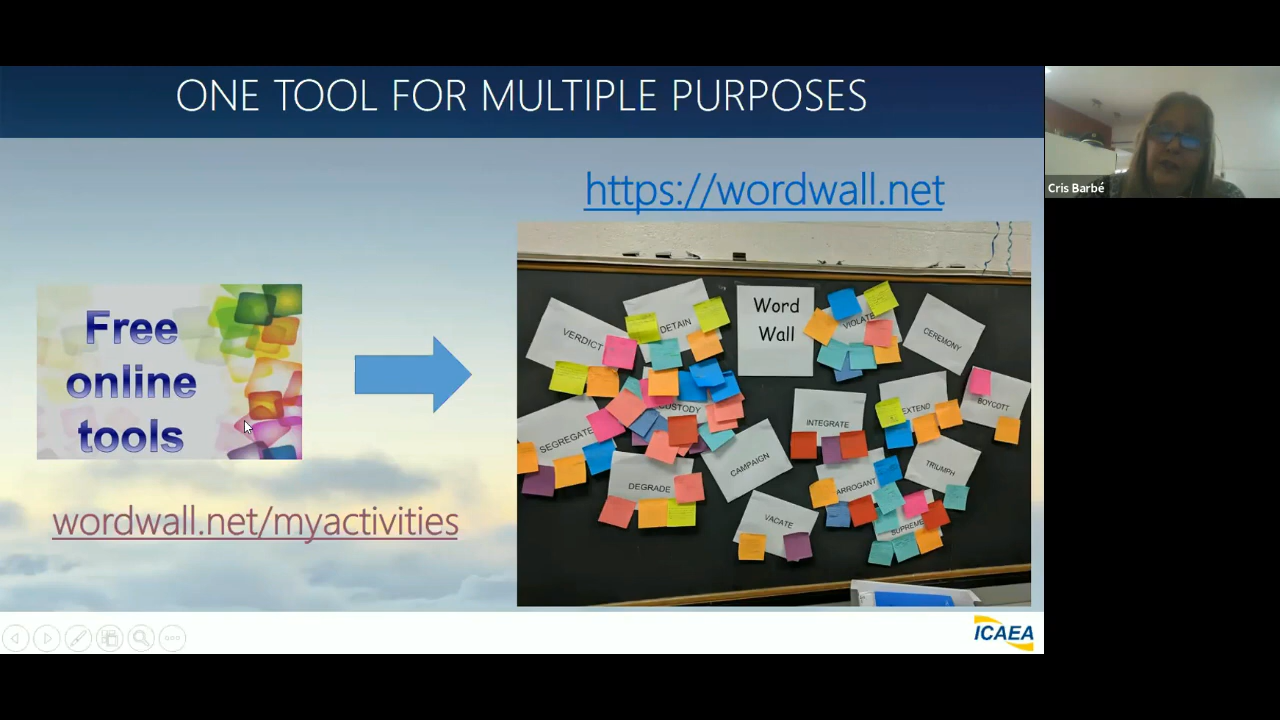 ONE TOOL FOR MULTIPLE PURPOSES
https://wordwall.net
Cris Barbé
Free
online
tools
wordwall.net/myactivities
Word
Wall
VERDICT
DETAIN
VIOLATE
CEREMONY
SEGREGATE
CUSTODY
INTEGRATE
EXTEND
BOYCOTT
DEGRADE
CAMPAIGN
ARROGANT
TRIUMPH
VACATE
SUPREME
ICAEA